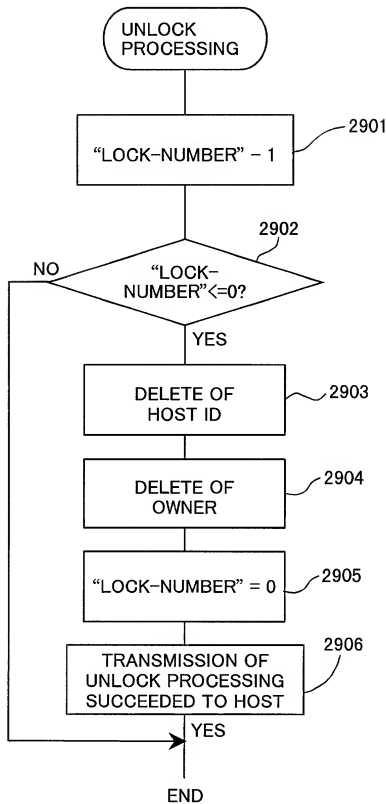 UNLOCK
PROCESSING
"LOCK-NUMBER" – 1
2901
2902
NO
"LOCK-
NUMBER"<=0?
YES
DELETE OF
HOST ID
2903
DELETE OF
OWNER
2904
"LOCK-NUMBER" = 0
2905
TRANSMISSION OF
UNLOCK PROCESSING
SUCCEEDED TO HOST
2906
YES
END